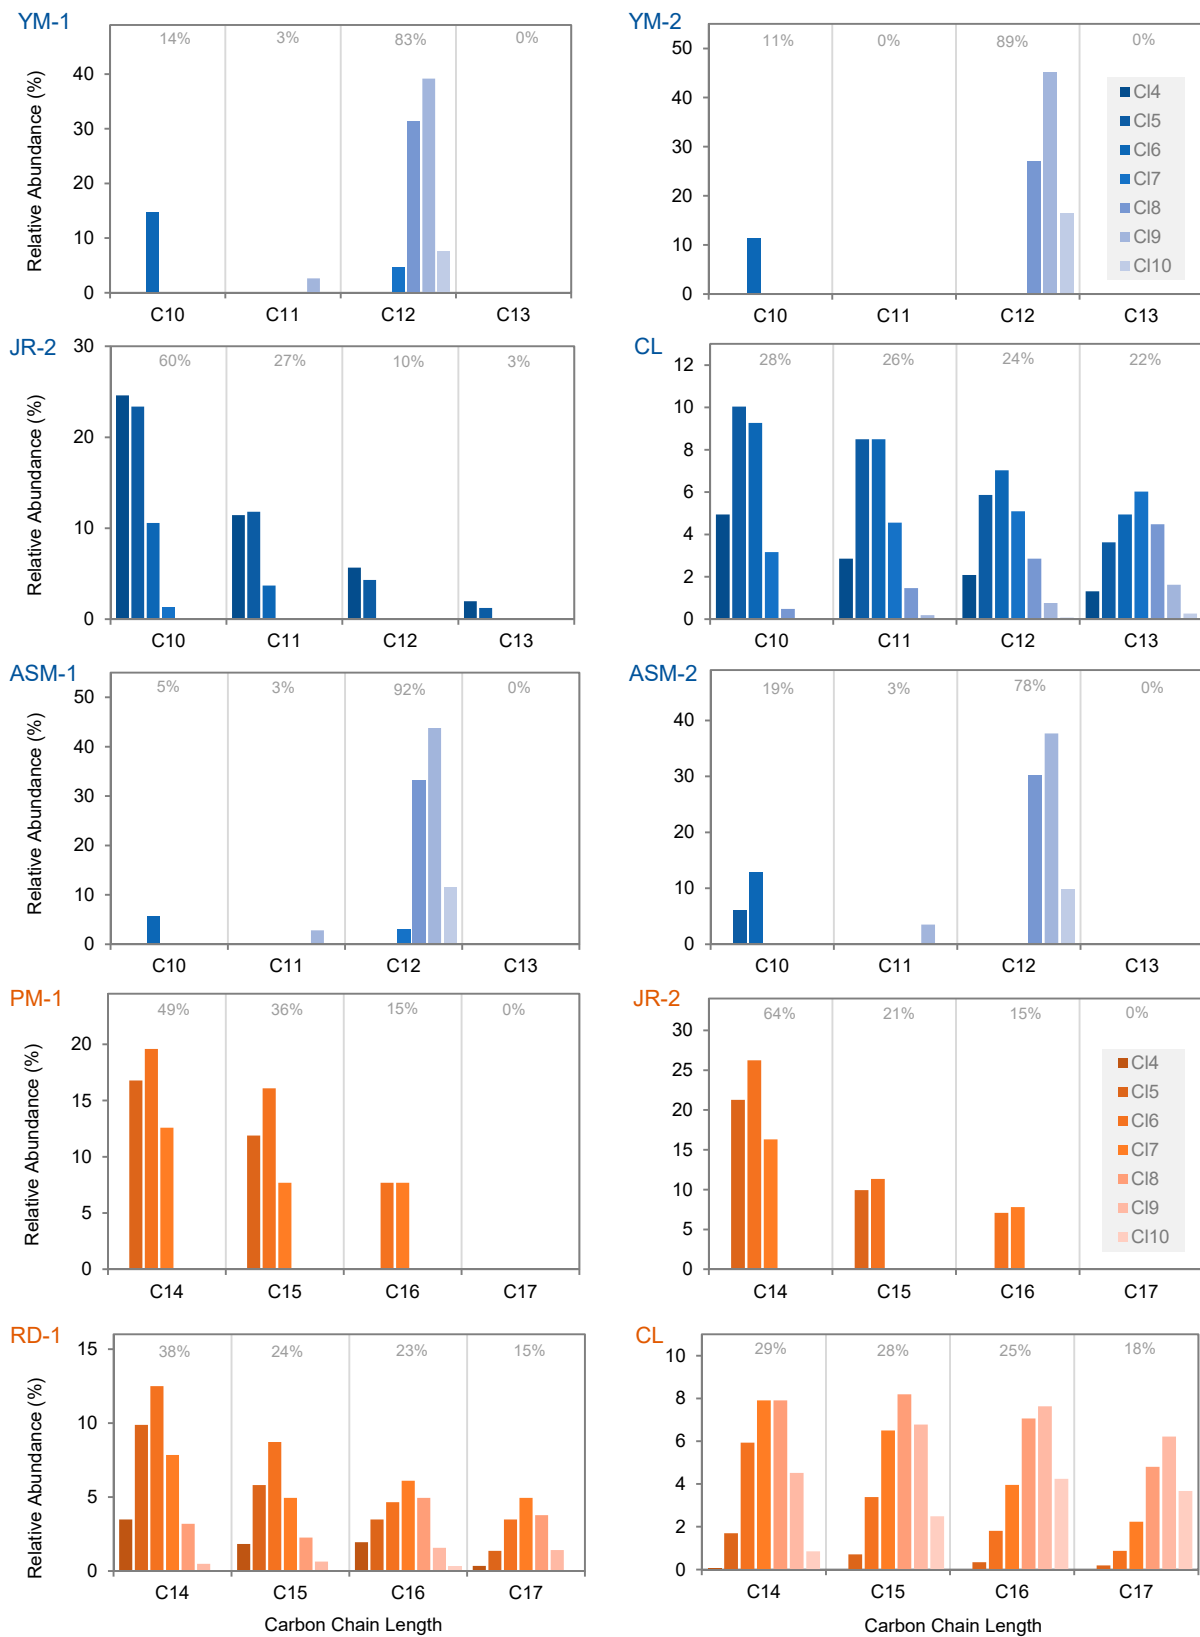 YM-1
Relative Abundance (%)
14% 3% 83% 0%
40
30
20
10
0
C10 C11 C12 C13
YM-2
11% 0% 89% 0%
50
40
30
20
10
0
Cl4
Cl5
Cl6
Cl7
Cl8
Cl9
Cl10
C10 C11 C12 C13
JR-2
Relative Abundance (%)
60% 27% 10% 3%
30
20
10
0
C10 C11 C12 C13
CL
28% 26% 24% 22%
12
10
8
6
4
2
0
C10 C11 C12 C13
ASM-1
Relative Abundance (%)
5% 3% 92% 0%
50
40
30
20
10
0
C10 C11 C12 C13
ASM-2
19% 3% 78% 0%
40
30
20
10
0
C10 C11 C12 C13
PM-1
Relative Abundance (%)
49% 36% 15% 0%
20
15
10
5
0
C14 C15 C16 C17
JR-2
64% 21% 15% 0%
30
25
20
15
10
5
0
Cl4
Cl5
Cl6
Cl7
Cl8
Cl9
Cl10
C14 C15 C16 C17
RD-1
Relative Abundance (%)
38% 24% 23% 15%
15
10
5
0
C14 C15 C16 C17
Carbon Chain Length
CL
29% 28% 25% 18%
10
8
6
4
2
0
C14 C15 C16 C17
Carbon Chain Length